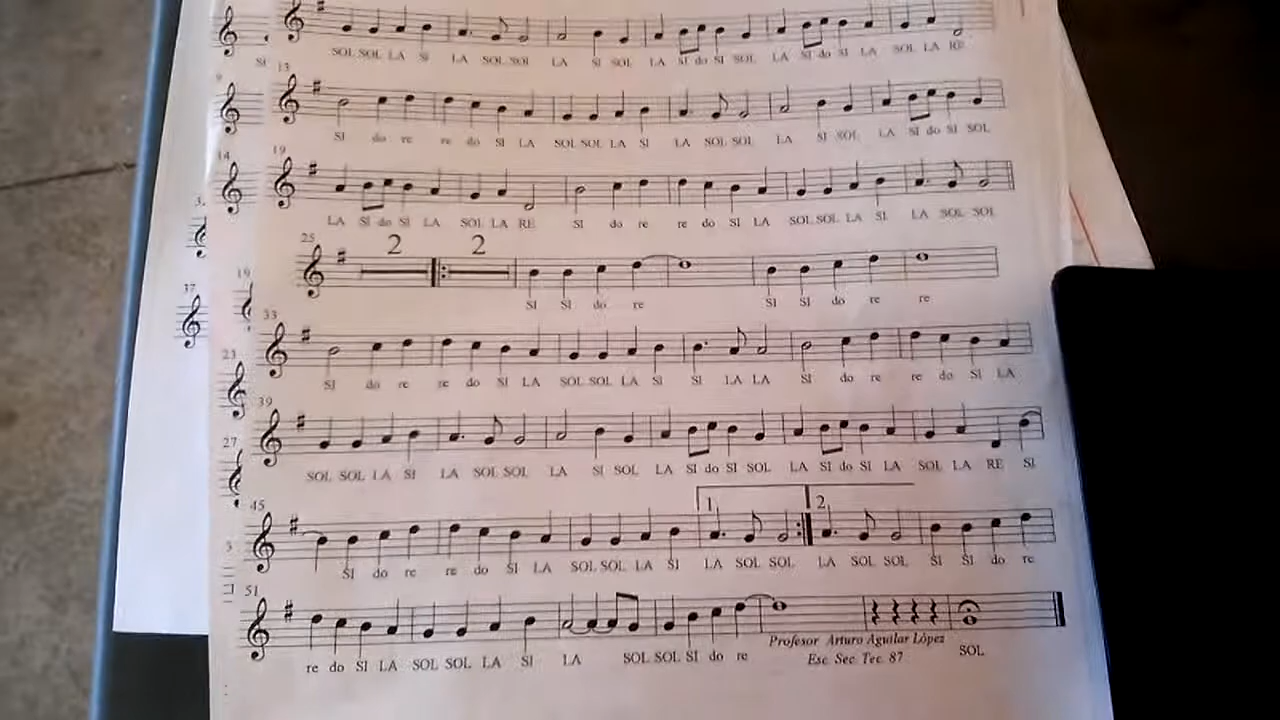 SOL SOL LA SI LA SOL SOL LA SI SOL LA SI do SI SOL LA SI do SI LA SOL LA RE
SI
9
13
SI do re re do SI LA SOL SOL LA SI LA SOL SOL LA SI SOL LA SI do SI SOL
14
19
LA SI do SI LA SOL LA RE SI do re re do SI LA SOL SOL LA SI LA SOL SOL
25
2 2
SI SI do re SI SI do re re
19
37
33
SI do re re do SI LA SOL SOL LA SI SI LA LA SI do re re do SI LA
23
39
SOL SOL LA SI LA SOL SOL LA SI SOL LA SI do SI SOL LA SI do SI LA SOL LA RE SI
27
45
1. 2.
SI do re re do SI LA SOL SOL LA SI LA SOL SOL LA SOL SOL SI SI do re
51
re do SI LA SOL SOL LA SI LA SOL SOL SI do re SOL
Profesor Arturo Aguilar López
Esc. Sec. Tec. 87